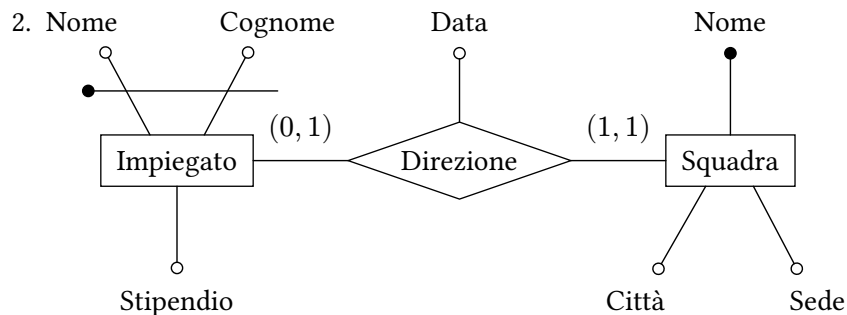 2. Nome Cognome Data Nome
(0, 1) (1, 1)
Impiegato Direzione Squadra
Stipendio Città Sede